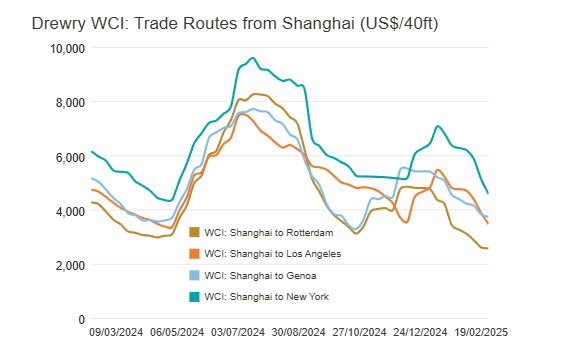 Drewry WCI: Trade Routes from Shanghai (US$/40ft)
10,000
8,000
6,000
4,000
2,000
0
WCI: Shanghai to Rotterdam
WCI: Shanghai to Los Angeles
WCI: Shanghai to Genoa
WCI: Shanghai to New York
09/03/2024 06/05/2024 03/07/2024 30/08/2024 27/10/2024 24/12/2024 19/02/2025